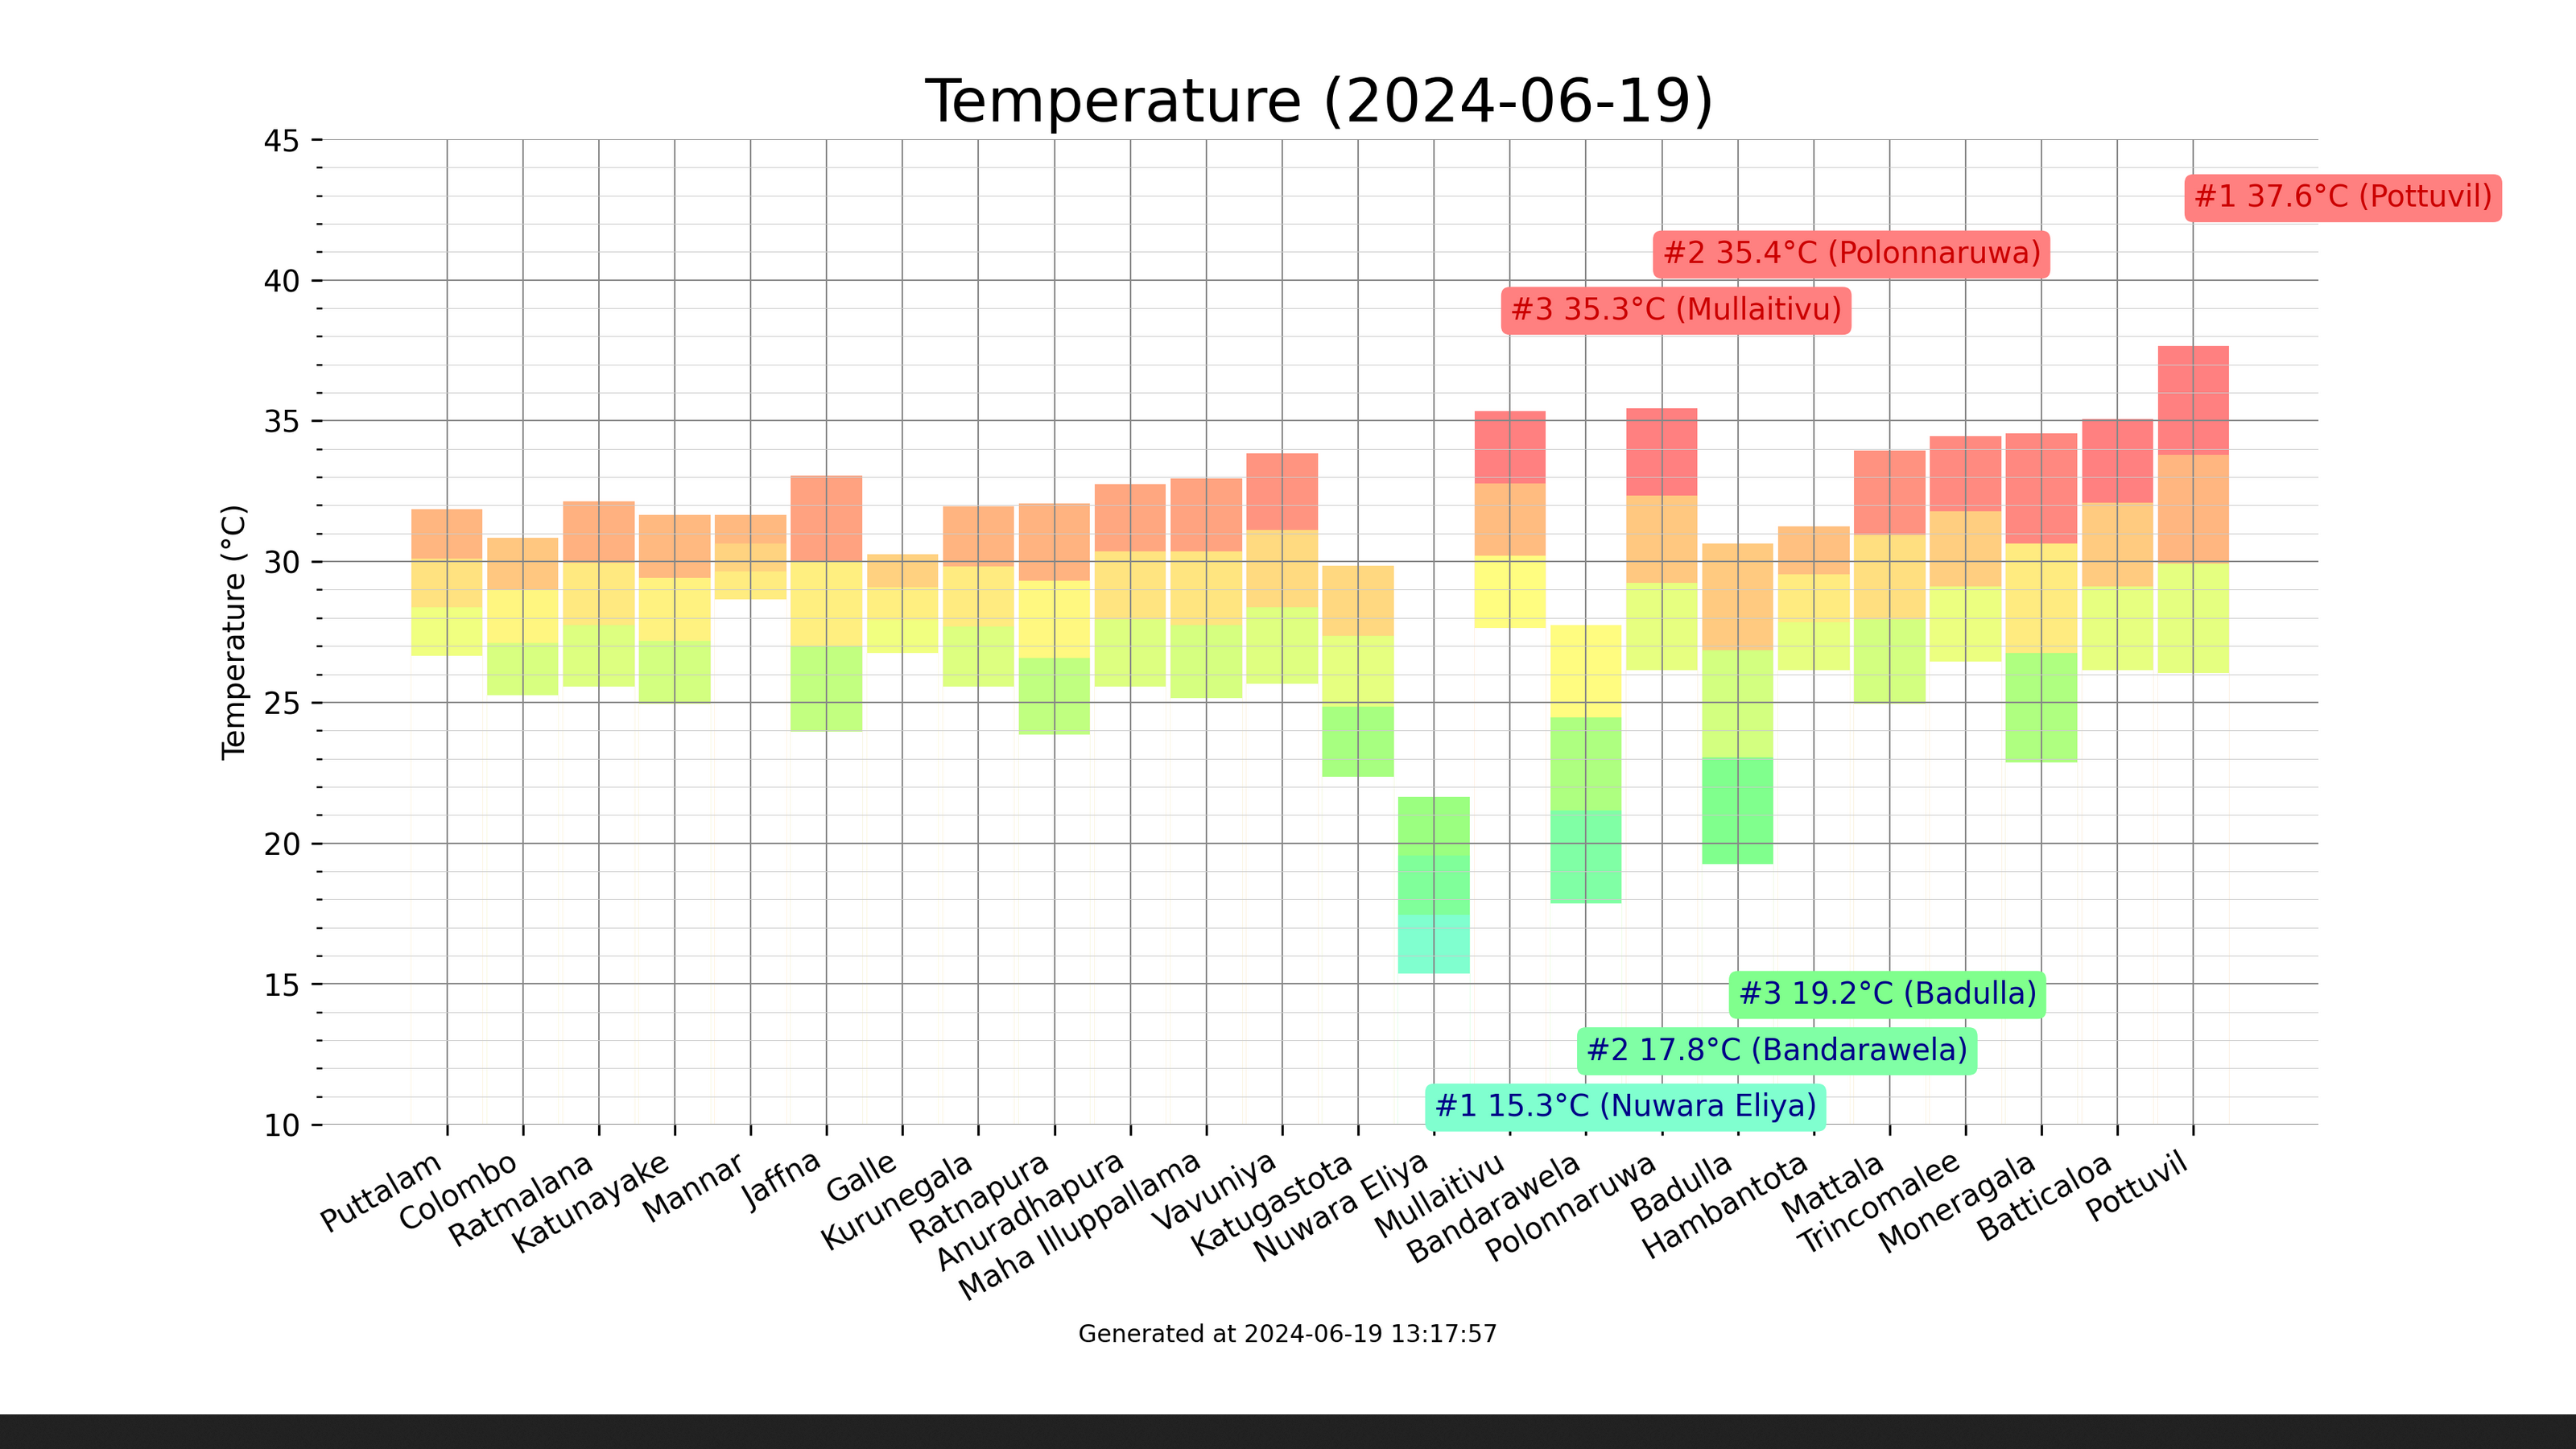 Temperature (2024-06-19)
45
40
35
30
25
20
15
10
Temperature (°C)
#1 37.6°C (Pottuvil)
#2 35.4°C (Polonnaruwa)
#3 35.3°C (Mullaitivu)
#3 19.2°C (Badulla)
#2 17.8°C (Bandarawela)
#1 15.3°C (Nuwara Eliya)
Puttalam
Colombo
Ratmalana
Katunayake
Mannar
Jaffna
Galle
Kurunegala
Ratnapura
Anuradhapura
Maha Illuppallama
Vavuniya
Katugastota
Nuwara Eliya
Mullaitivu
Bandarawela
Polonnaruwa
Badulla
Hambantota
Mattala
Trincomalee
Moneragala
Batticaloa
Pottuvil
Generated at 2024-06-19 13:17:57